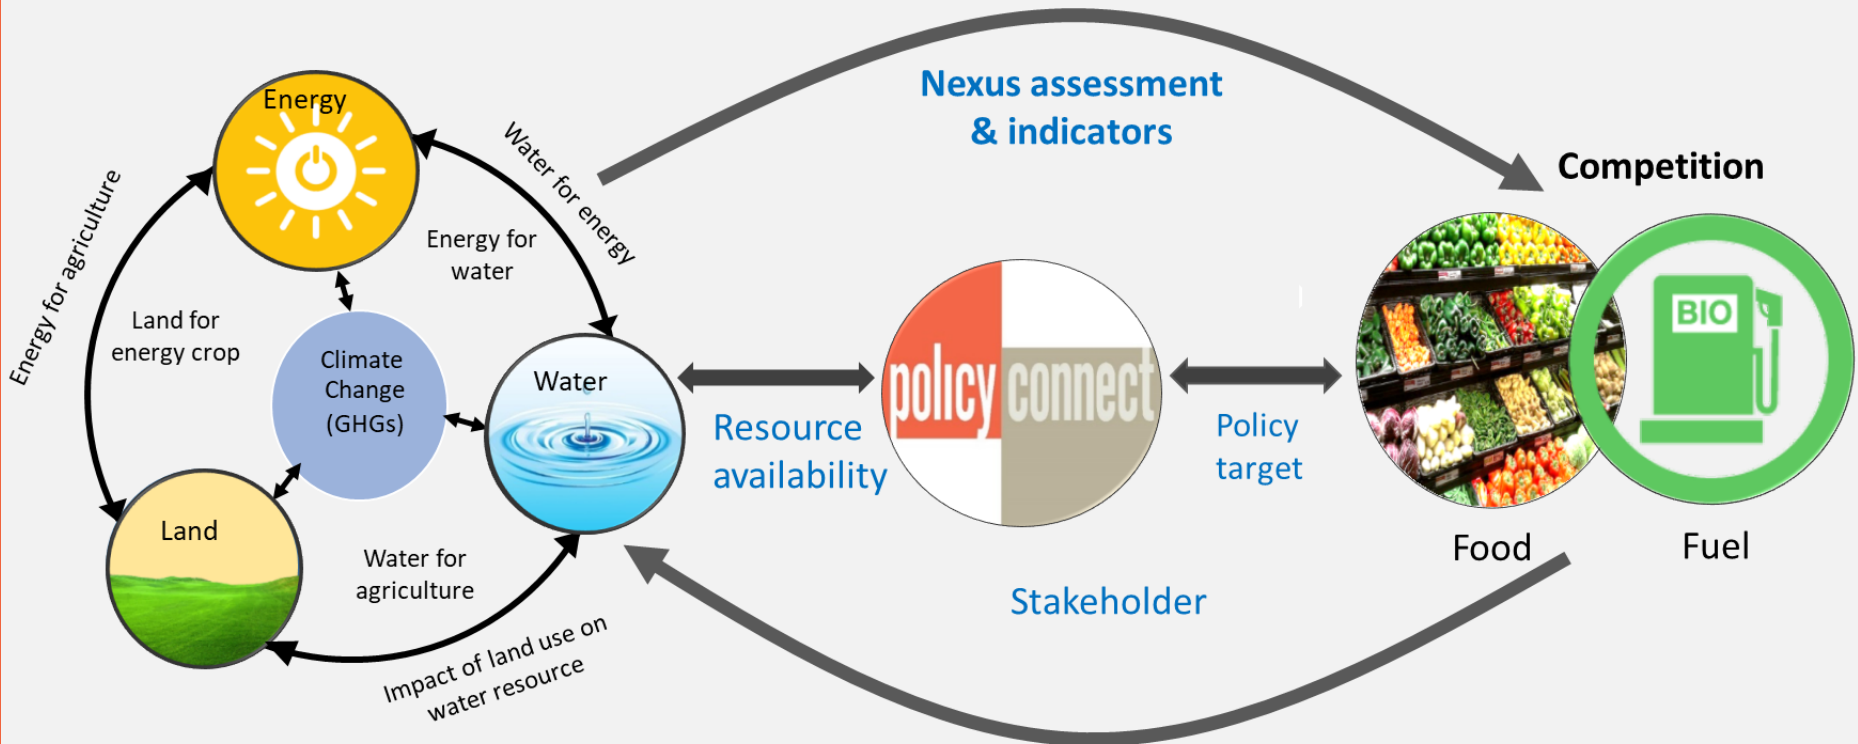 Nexus assessment
& indicators
Competition
Energy
Water for energy
Energy for
water
Energy for agriculture
Land for
energy crop
Climate
Change
(GHGs)
Water
Land
Water for
agriculture
Impact of land use on
water resource
Resource
availability
policy connect
Policy
target
BIO
Food
Fuel
Stakeholder